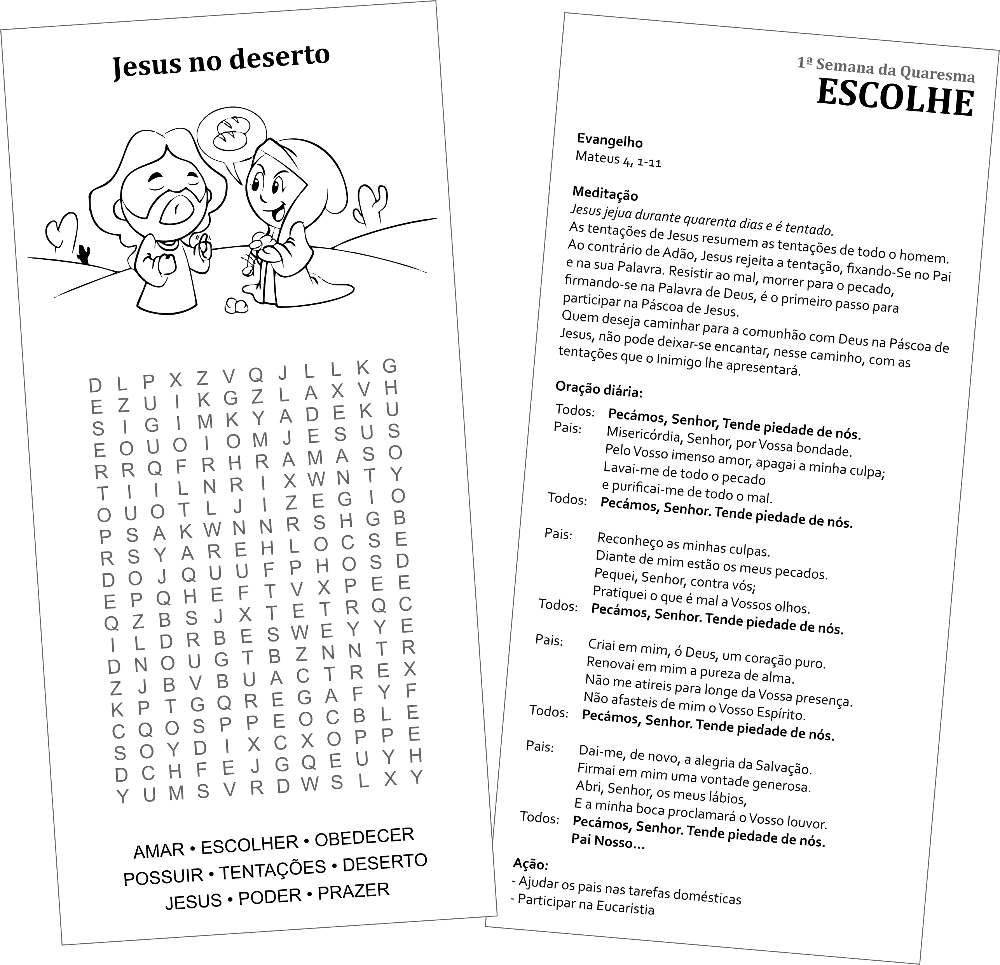 Jesus no deserto
D L P X Z V Q J L L K G
E Z U I K G Z L A X V H
S I G I M K Y A D E K U
E O U O I O M J E S U S
R R Q F R H R A M A S O
T I I L N R I X W N T Y
O U O T L J I Z E G I O
P S A K W N N R S H G B
R S Y A R E H L O C S E
D O J Q U U F P H O S D
E P Q H E F T V X P E E
Q Z B S J X T E T R Q C
I L D R B E S W E Y Y E
D N O U G T B Z N N T R
Z J B V B U A C T R E X
K P T G Q R E G A F Y F
C Q O S P P E O C B L E
S O Y D I X C X O P P E
D C H F E J G Q E U Y H
Y U M S V R D W S L X Y
AMAR • ESCOLHER • OBEDECER
POSSUIR • TENTAÇÕES • DESERTO
JESUS • PODER • PRAZER
1ª Semana da Quaresma
ESCOLHE
Evangelho
Mateus 4, 1-11
Meditação
Jesus jejua durante quarenta dias e é tentado.
As tentações de Jesus resumem as tentações de todo o homem.
Ao contrário de Adão, Jesus rejeita a tentação, fixando-Se no Pai
e na sua Palavra. Resistir ao mal, morrer para o pecado,
firmando-se na Palavra de Deus, é o primeiro passo para
participar na Páscoa de Jesus.
Quem deseja caminhar para a comunhão com Deus na Páscoa de
Jesus, não pode deixar-se encantar, nesse caminho, com as
tentações que o Inimigo lhe apresentará.
Oração diária:
Todos: Pecámos, Senhor, Tende piedade de nós.
Pais: Misericórdia, Senhor, por Vossa bondade.
Pelo Vosso imenso amor, apagai a minha culpa;
Lavai-me de todo o pecado
e purificai-me de todo o mal.
Todos: Pecámos, Senhor. Tende piedade de nós.
Pais: Reconheço as minhas culpas.
Diante de mim estão os meus pecados.
Pequei, Senhor, contra vós;
Pratiquei o que é mal a Vossos olhos.
Todos: Pecámos, Senhor. Tende piedade de nós.
Pais: Criai em mim, ó Deus, um coração puro.
Renovai em mim a pureza de alma.
Não me atireis para longe da Vossa presença.
Não afasteis de mim o Vosso Espírito.
Todos: Pecámos, Senhor. Tende piedade de nós.
Pais: Dai-me, de novo, a alegria da Salvação.
Firmai em mim uma vontade generosa.
Abri, Senhor, os meus lábios,
E a minha boca proclamará o Vosso louvor.
Todos: Pecámos, Senhor. Tende piedade de nós.
Pai Nosso...
Ação:
- Ajudar os pais nas tarefas domésticas
- Participar na Eucaristia